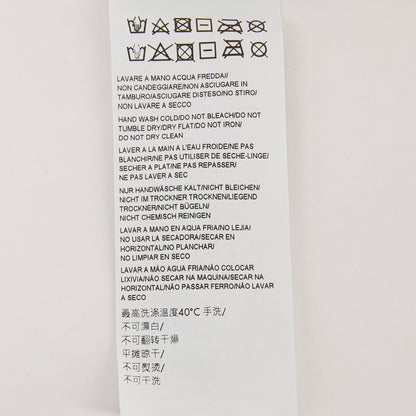 LAVARE A MANO ACQUA FREDDA//
NON CANDEGGIARE/NON ASCIUGARE IN
TAMBURO/ASCIUGARE DISTESO/NO STIRO/
NON LAVARE A SECCO
HAND WASH COLD/DO NOT BLEACH/DO NOT
TUMBLE DRY/DRY FLAT/DO NOT IRON/
DO NOT DRY CLEAN
LAVER A LA MAIN A L'EAU FROIDE/NE PAS
BLANCHIR/NE PAS UTILISER DE SECHE-LINGE/
SECHER A PLAT/NE PAS REPASSER/
NE PAS LAVER A SEC
NUR HANDWÄSCHE KALT/NICHT BLEICHEN/
NICHT IM TROCKNER TROCKNEN/LIEGEND
TROCKNER/NICHT BÜGELN/
NICHT CHEMISCH REINIGEN
LAVAR A MANO EN AQUA FRIA/NO LEJIA/
NO USAR LA SECADORA/SECAR EN
HORIZONTAL/NO PLANCHAR/
NO LIMPIAR EN SECO
LAVAR A MÃO AGUA FRIA/NÃO COLOCAR
LIXIVIA/NÃO SECAR NA MAQUINA/SECAR NA
HORIZONTAL/NÃO PASSAR FERRO/NÃO LAVAR
A SECO
最高洗涤温度40°C 手洗/
不可漂白/
不可翻转干燥
平摊晾干/
不可熨烫/
不可干洗